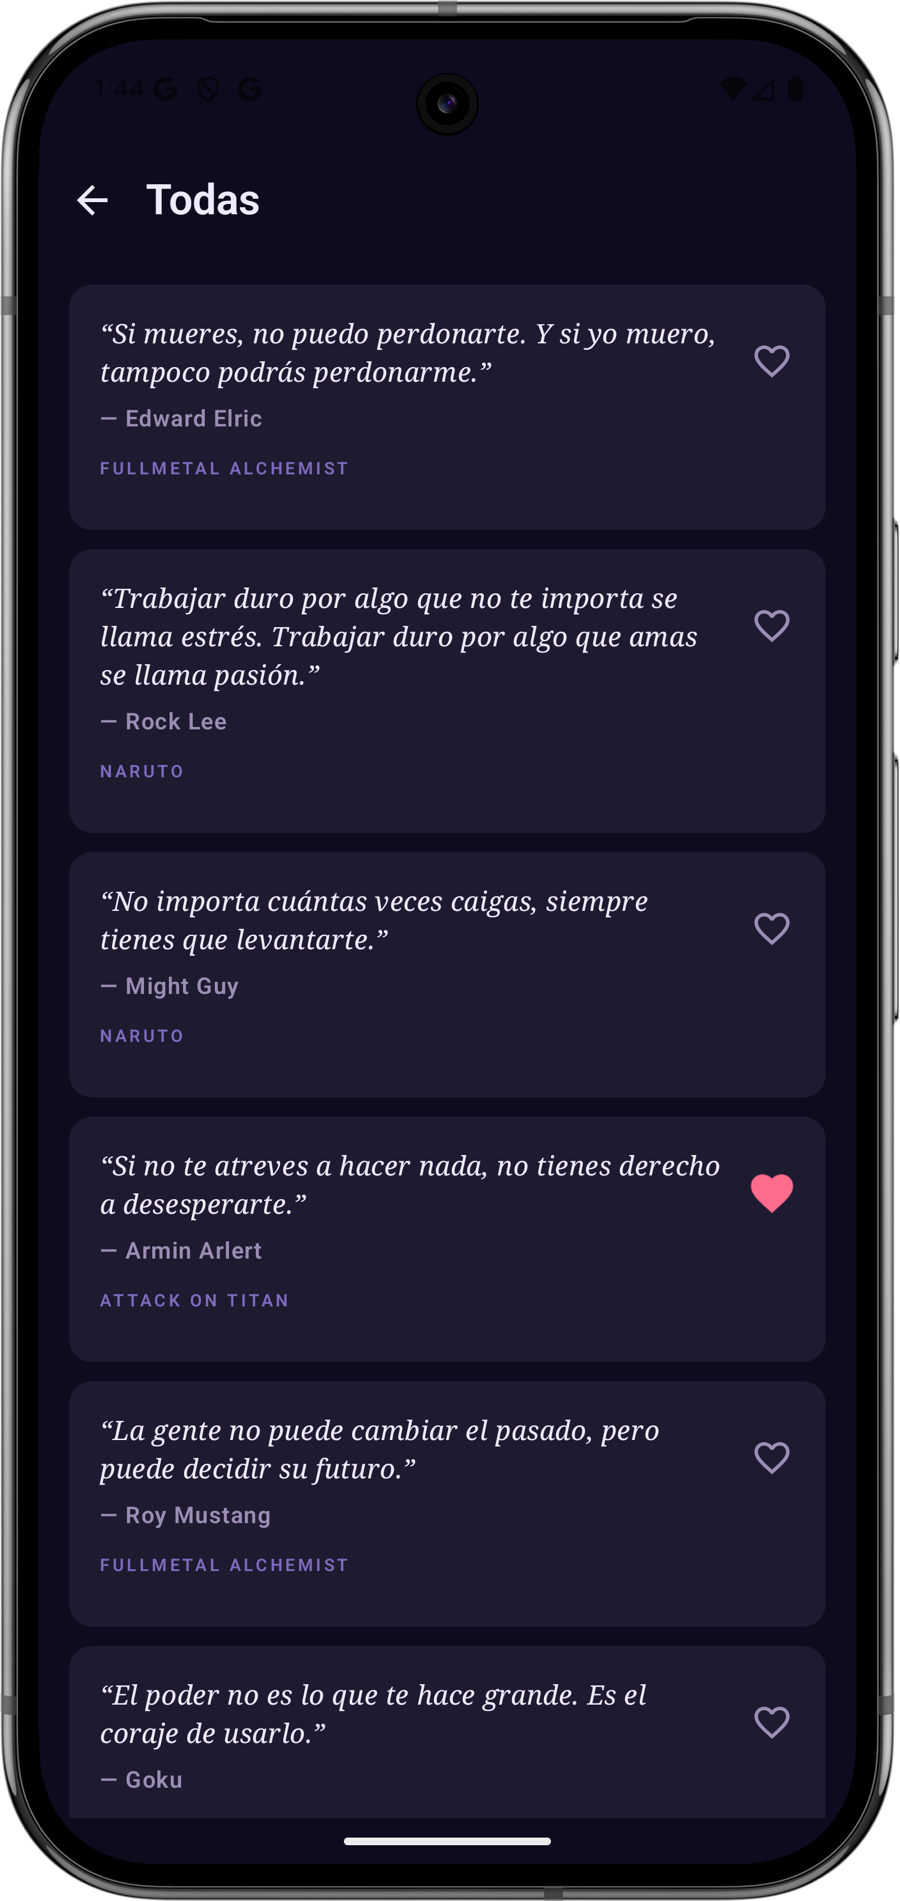 1:44
Todas
“Si mueres, no puedo perdonarte. Y si yo muero,
tampoco podrás perdonarme.”
— Edward Elric
FULLMETAL ALCHEMIST
“Trabajar duro por algo que no te importa se
llama estrés. Trabajar duro por algo que amas
se llama pasión.”
— Rock Lee
NARUTO
“No importa cuántas veces caigas, siempre
tienes que levantarte.”
— Might Guy
NARUTO
“Si no te atreves a hacer nada, no tienes derecho
a desesperarte.”
— Armin Arlert
ATTACK ON TITAN
“La gente no puede cambiar el pasado, pero
puede decidir su futuro.”
— Roy Mustang
FULLMETAL ALCHEMIST
“El poder no es lo que te hace grande. Es el
coraje de usarlo.”
— Goku